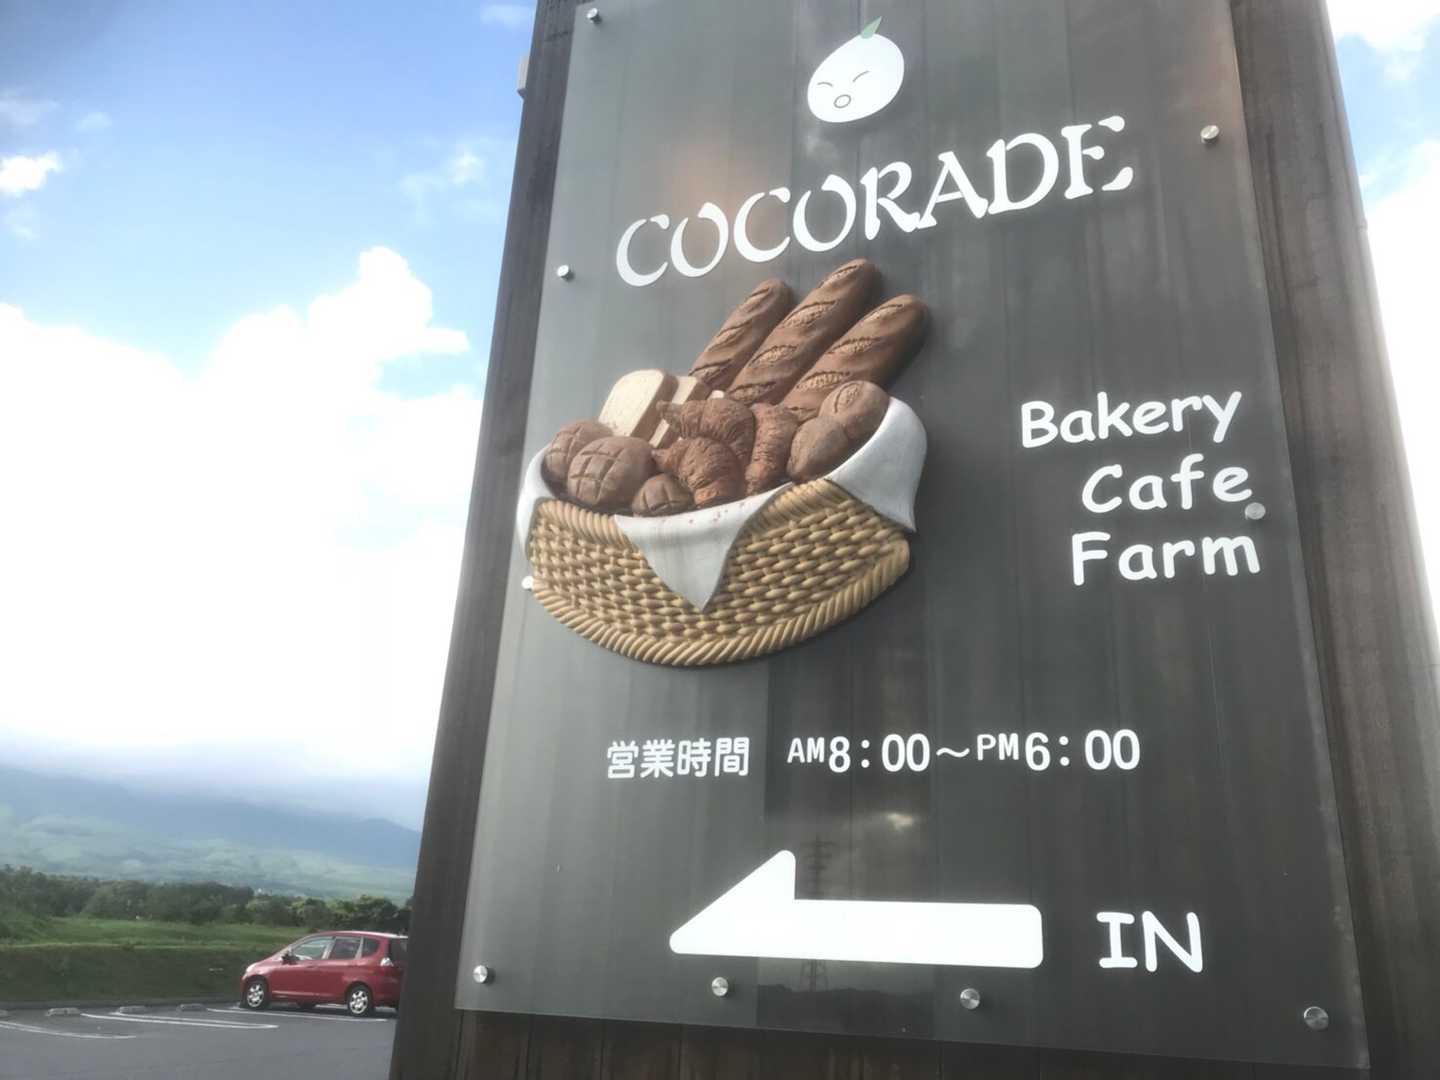 COCORADE
Bakery
Cafe
Farm
営業時間 AM8:00～PM6:00
IN